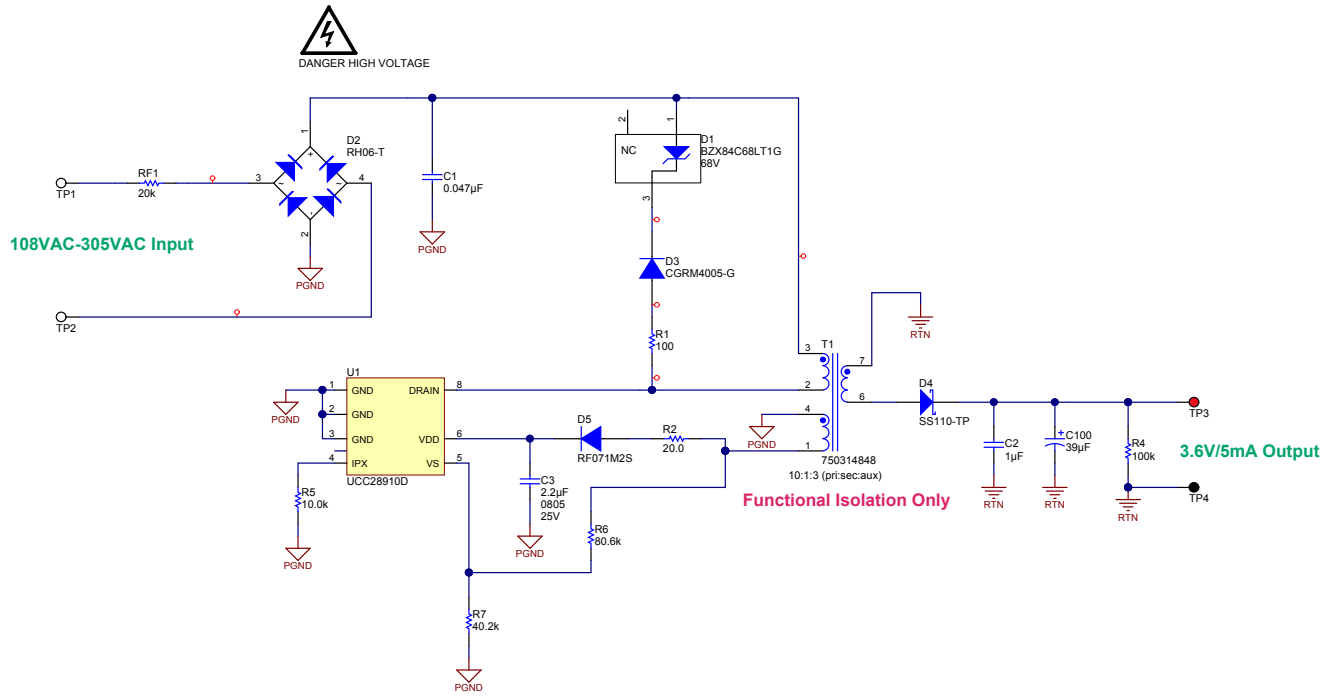 DANGER HIGH VOLTAGE
D2
RH06-T
1
+
3
~
~
4
-
2
PGND
RF1
20k
TP1
108VAC-305VAC Input
TP2
C1
0.047µF
PGND
2
1
NC
D1
BZX84C68LT1G
68V
3
D3
CGRM4005-G
R1
100
T1
3
2
4
1
7
6
RTN
PGND
750314848
10:1:3 (pri:sec:aux)
Functional Isolation Only
D4
SS110-TP
C2
1µF
RTN
+
C100
39µF
RTN
R4
100k
RTN
TP3
3.6V/5mA Output
TP4
U1
1
GND
DRAIN
8
2
GND
3
GND
VDD
6
4
IPX
VS
5
UCC28910D
PGND
R5
10.0k
PGND
D5
RF071M2S
R2
20.0
C3
2.2µF
0805
25V
PGND
R6
80.6k
R7
40.2k
PGND